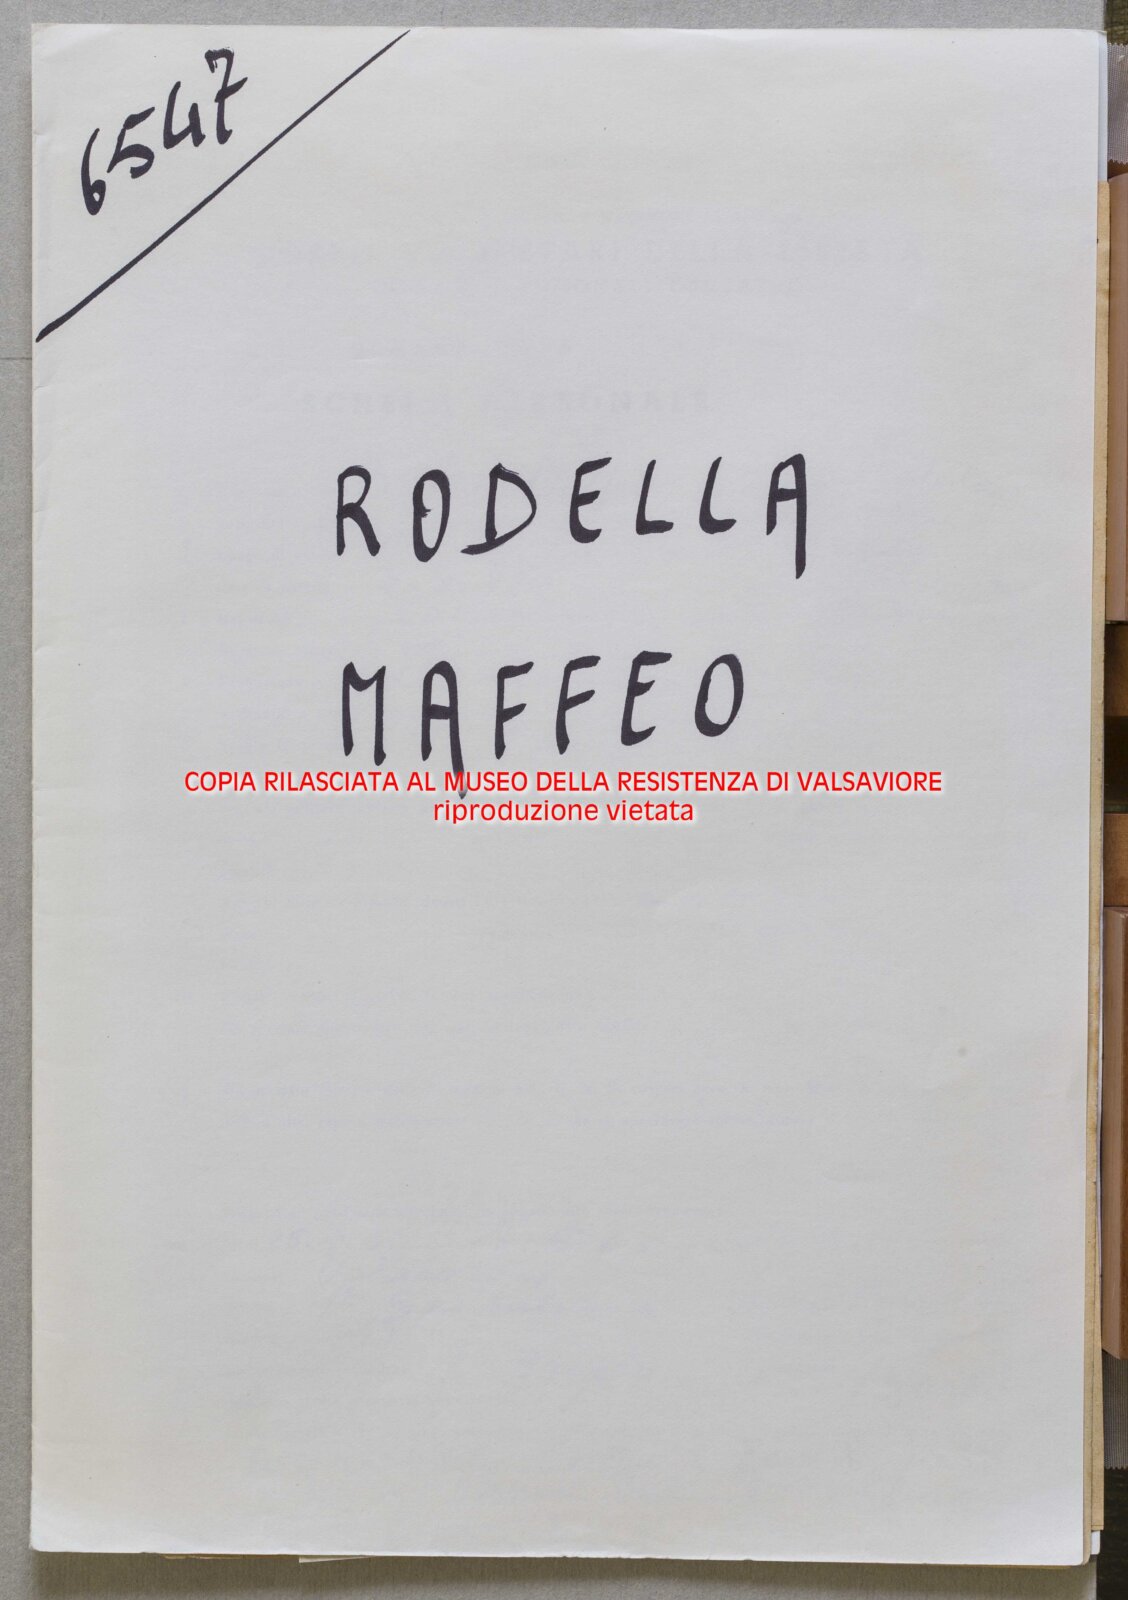 6547
RODELLA
MAFFEO
COPIA RILASCIATA AL MUSEO DELLA RESISTENZA DI VALSAVIORE
riproduzione vietata